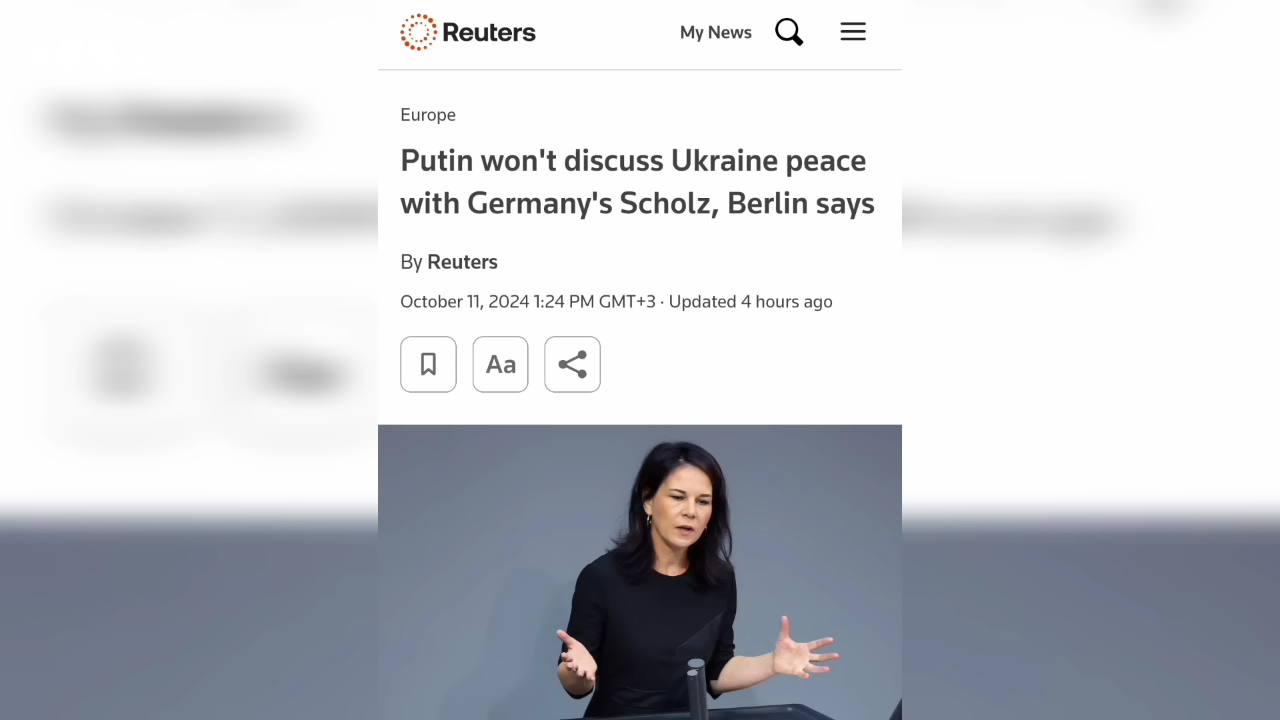 Reuters
My News
Europe
Putin won't discuss Ukraine peace
with Germany's Scholz, Berlin says
By Reuters
October 11, 2024 1:24 PM GMT+3 · Updated 4 hours ago
Aa